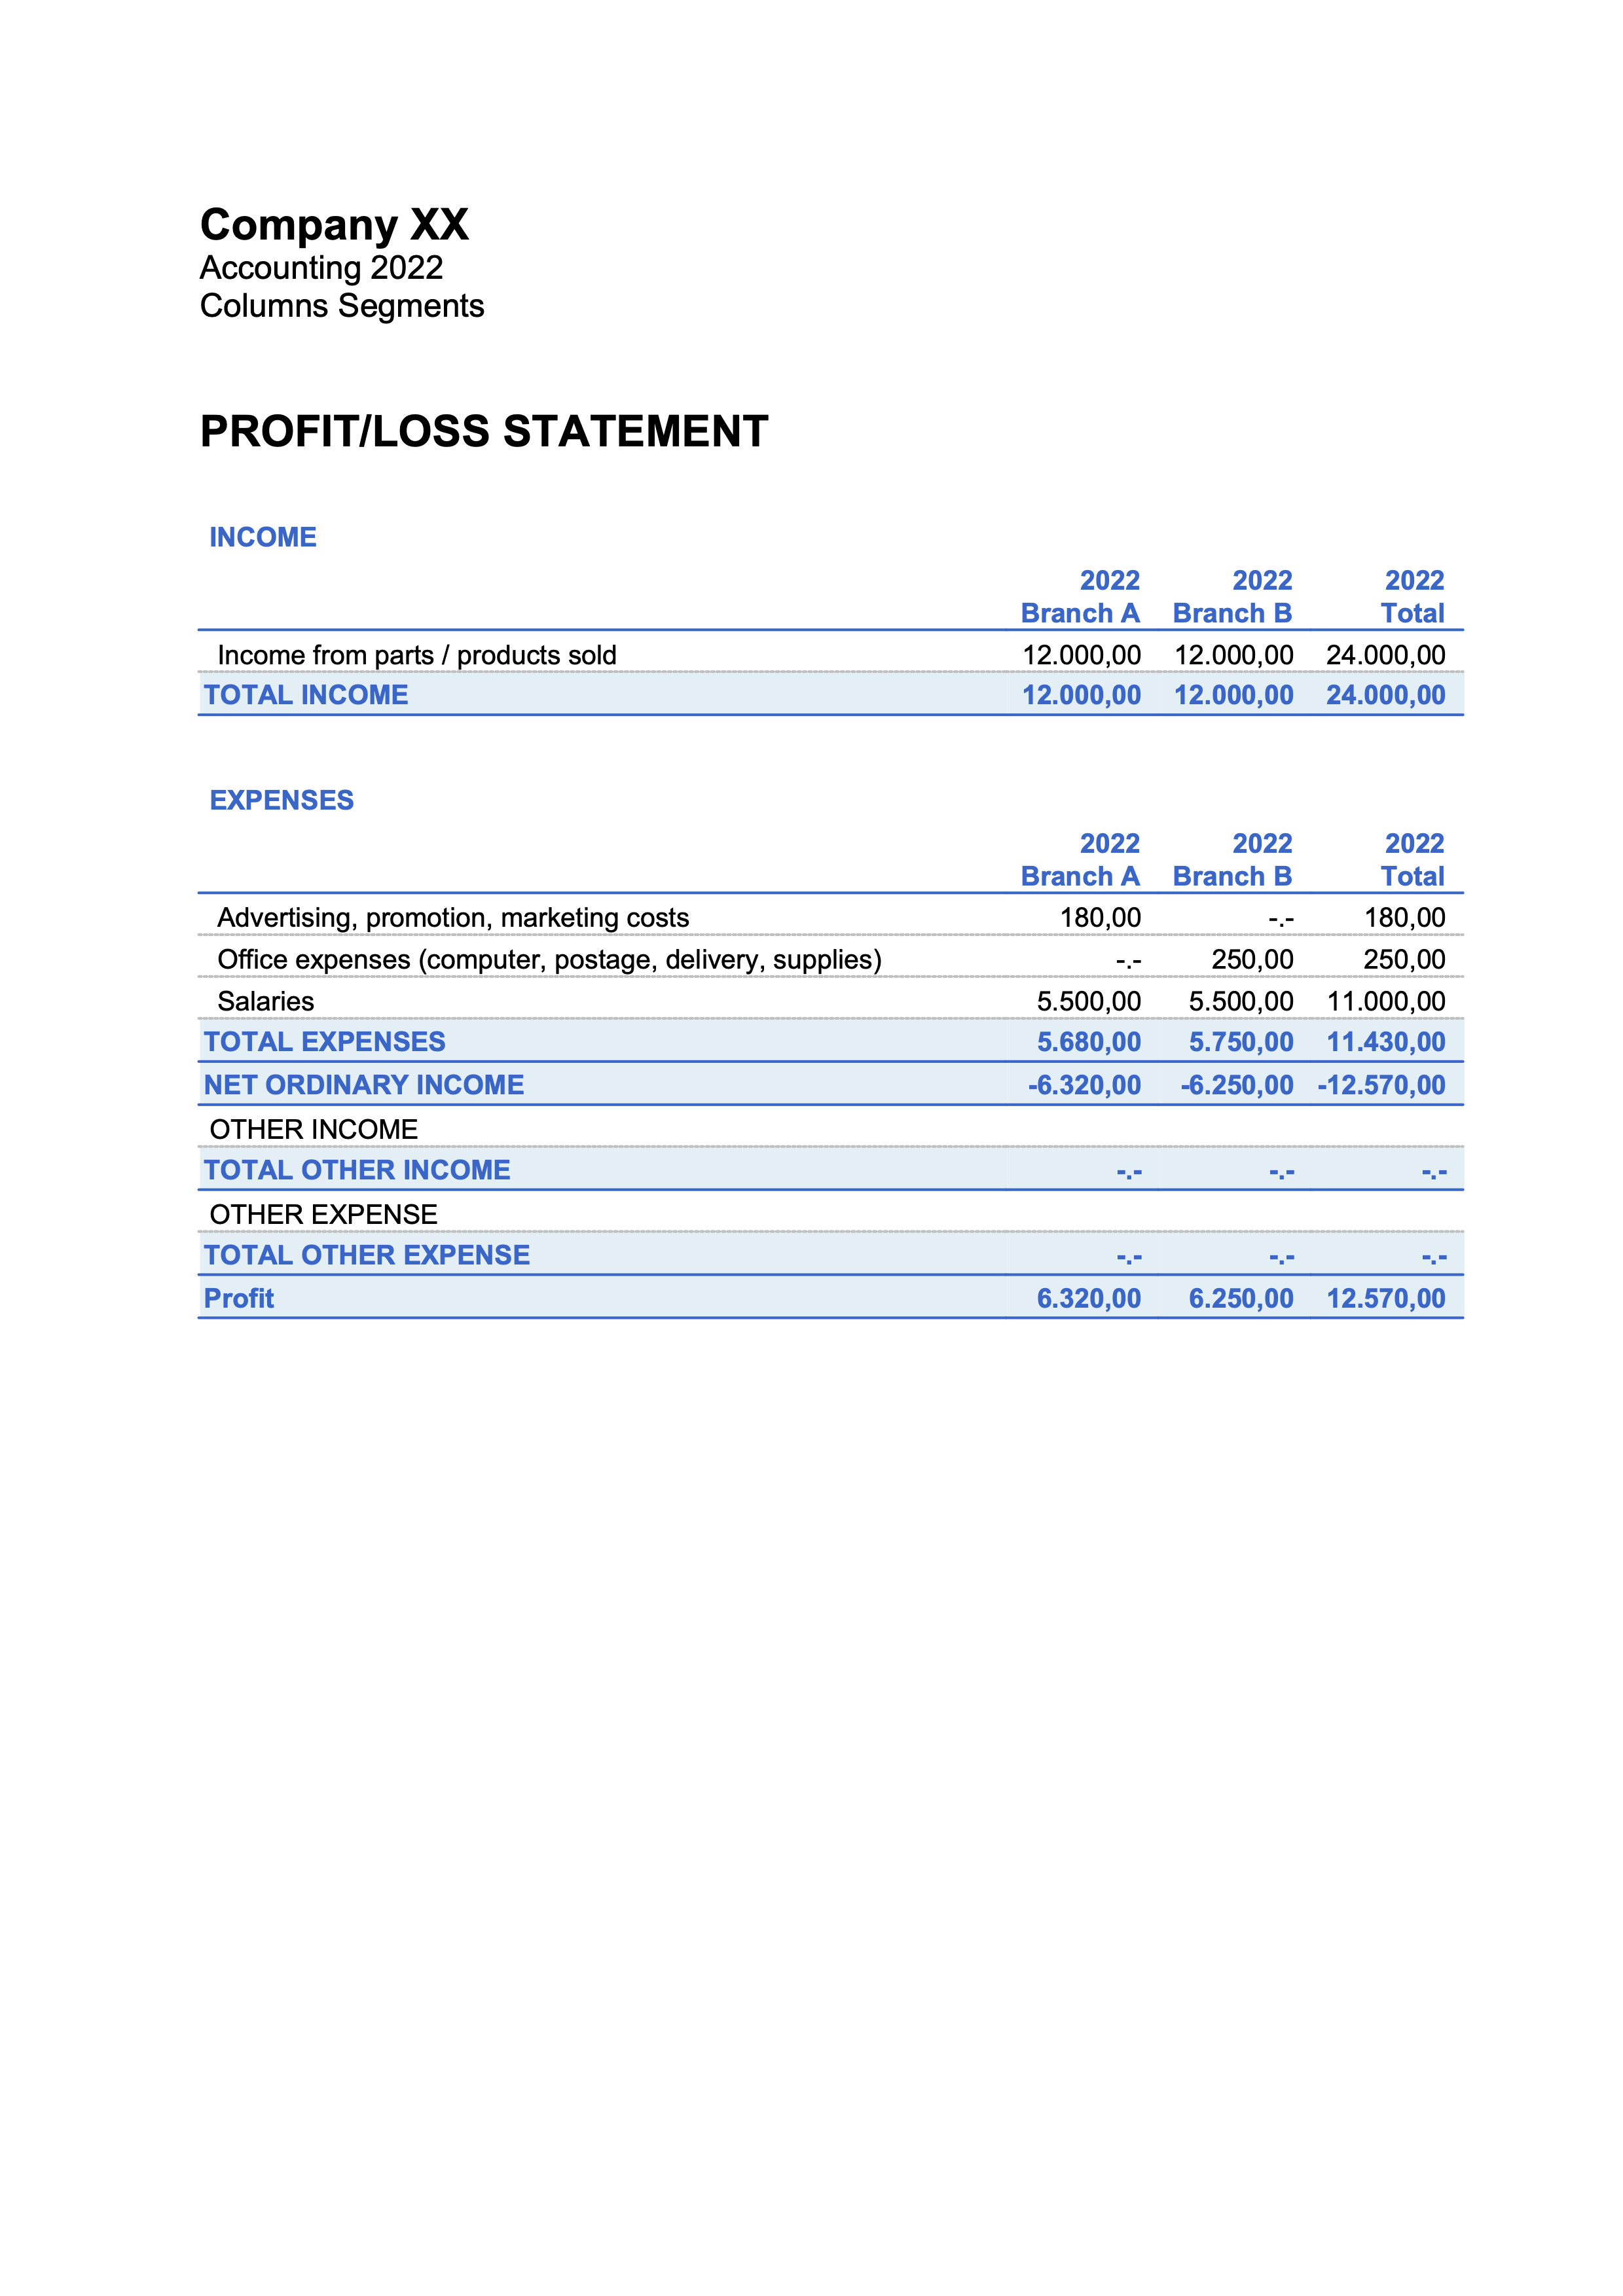 Company XX
Accounting 2022
Columns Segments
PROFIT/LOSS STATEMENT
INCOME
2022 2022 2022
Branch A Branch B Total
Income from parts / products sold 12.000,00 12.000,00 24.000,00
TOTAL INCOME 12.000,00 12.000,00 24.000,00
EXPENSES
2022 2022 2022
Branch A Branch B Total
Advertising, promotion, marketing costs 180,00 -.- 180,00
Office expenses (computer, postage, delivery, supplies) -.- 250,00 250,00
Salaries 5.500,00 5.500,00 11.000,00
TOTAL EXPENSES 5.680,00 5.750,00 11.430,00
NET ORDINARY INCOME -6.320,00 -6.250,00 -12.570,00
OTHER INCOME
TOTAL OTHER INCOME -.- -.- -.-
OTHER EXPENSE
TOTAL OTHER EXPENSE -.- -.- -.-
Profit 6.320,00 6.250,00 12.570,00